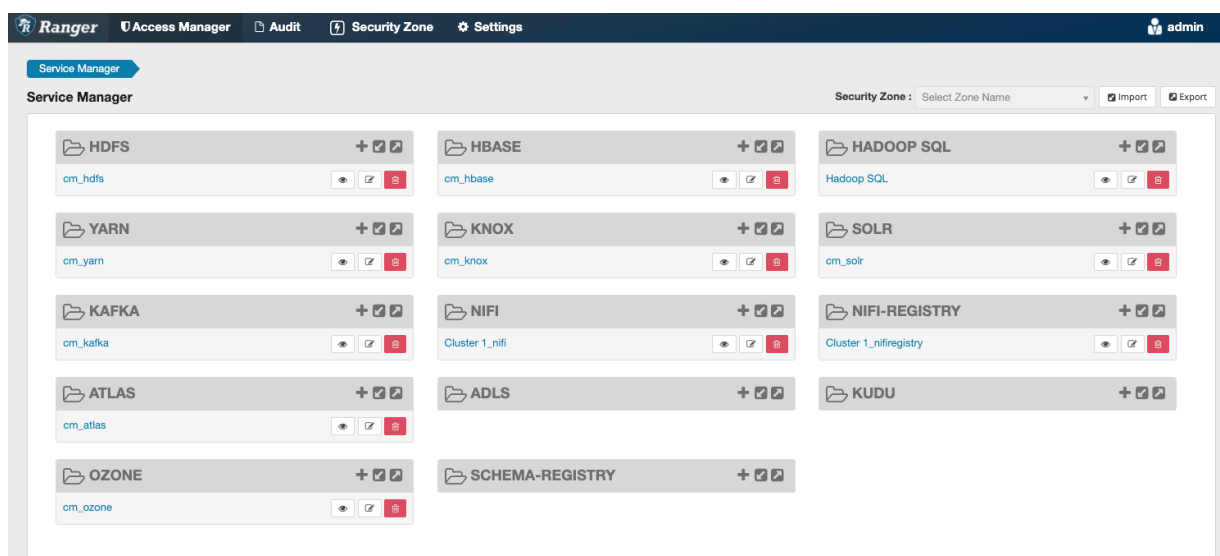 Ranger Access Manager Audit Security Zone Settings admin
Service Manager
Service Manager Security Zone : Select Zone Name Import Export
HDFS HBASE HADOOP SQL
cm_hdfs cm_hbase Hadoop SQL
YARN KNOX SOLR
cm_yarn cm_knox cm_solr
KAFKA NIFI NIFI-REGISTRY
cm_kafka Cluster 1_nifi Cluster 1_nifiregistry
ATLAS ADLS KUDU
cm_atlas
OZONE SCHEMA-REGISTRY
cm_ozone